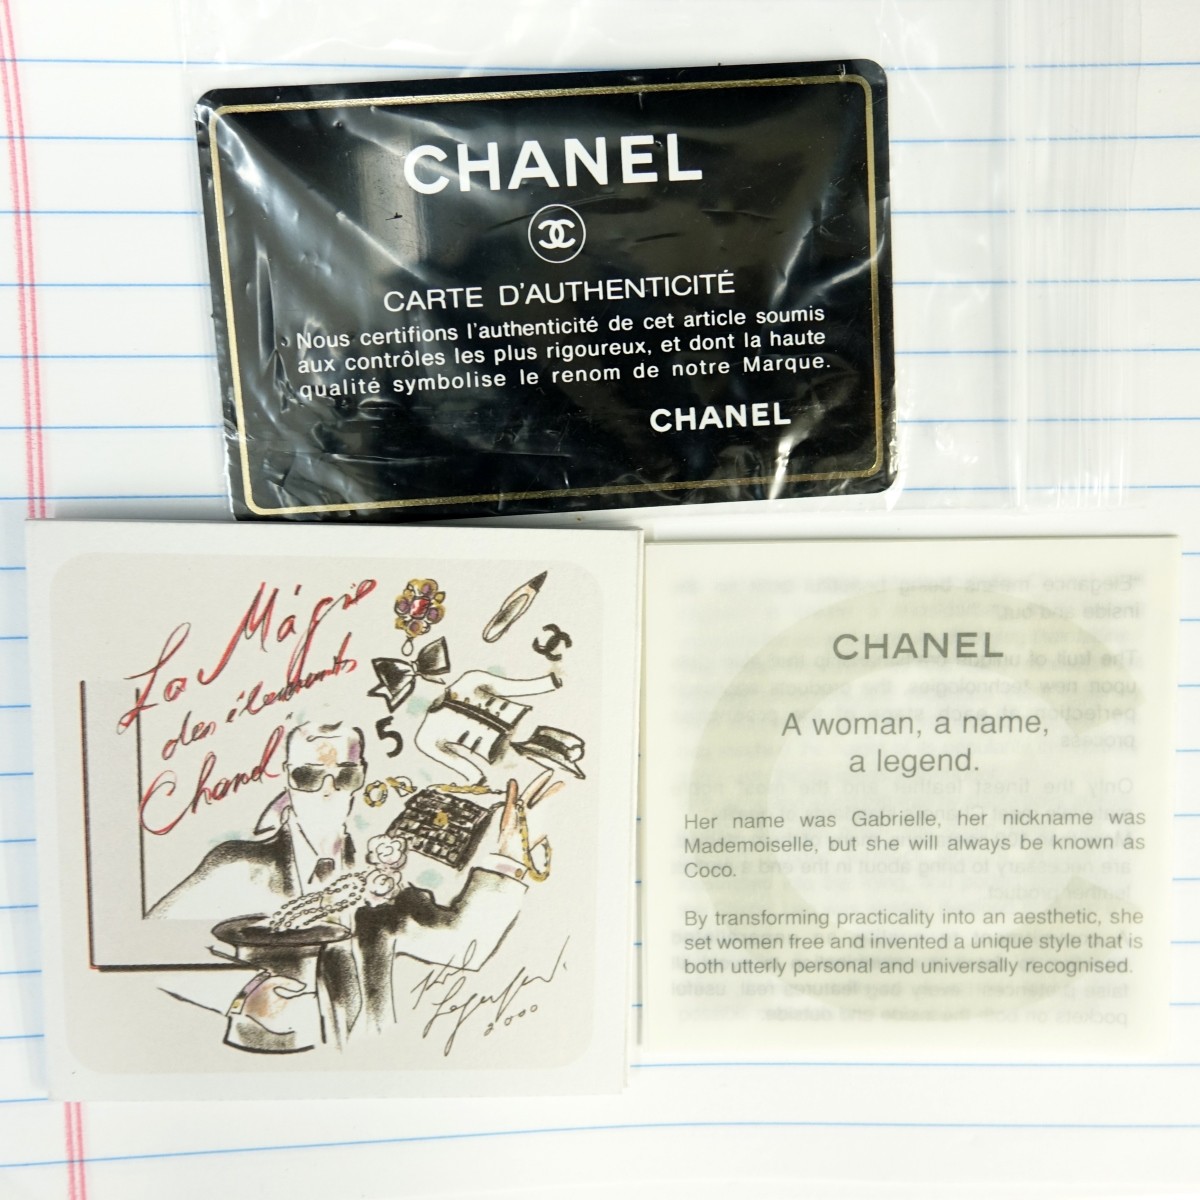 CHANEL
CARTE D'AUTHENTICITÉ
Nous certifions l'authenticité de cet article soumis
aux contrôles les plus rigoureux, et dont la haute
qualité symbolise le renom de notre Marque.
CHANEL
La Màgie
des élements
Chanel
5
2000
CHANEL
A woman, a name,
a legend.
Her name was Gabrielle, her nickname was
Mademoiselle, but she will always be known as
Coco.
By transforming practicality into an aesthetic, she
set women free and invented a unique style that is
both utterly personal and universally recognised.